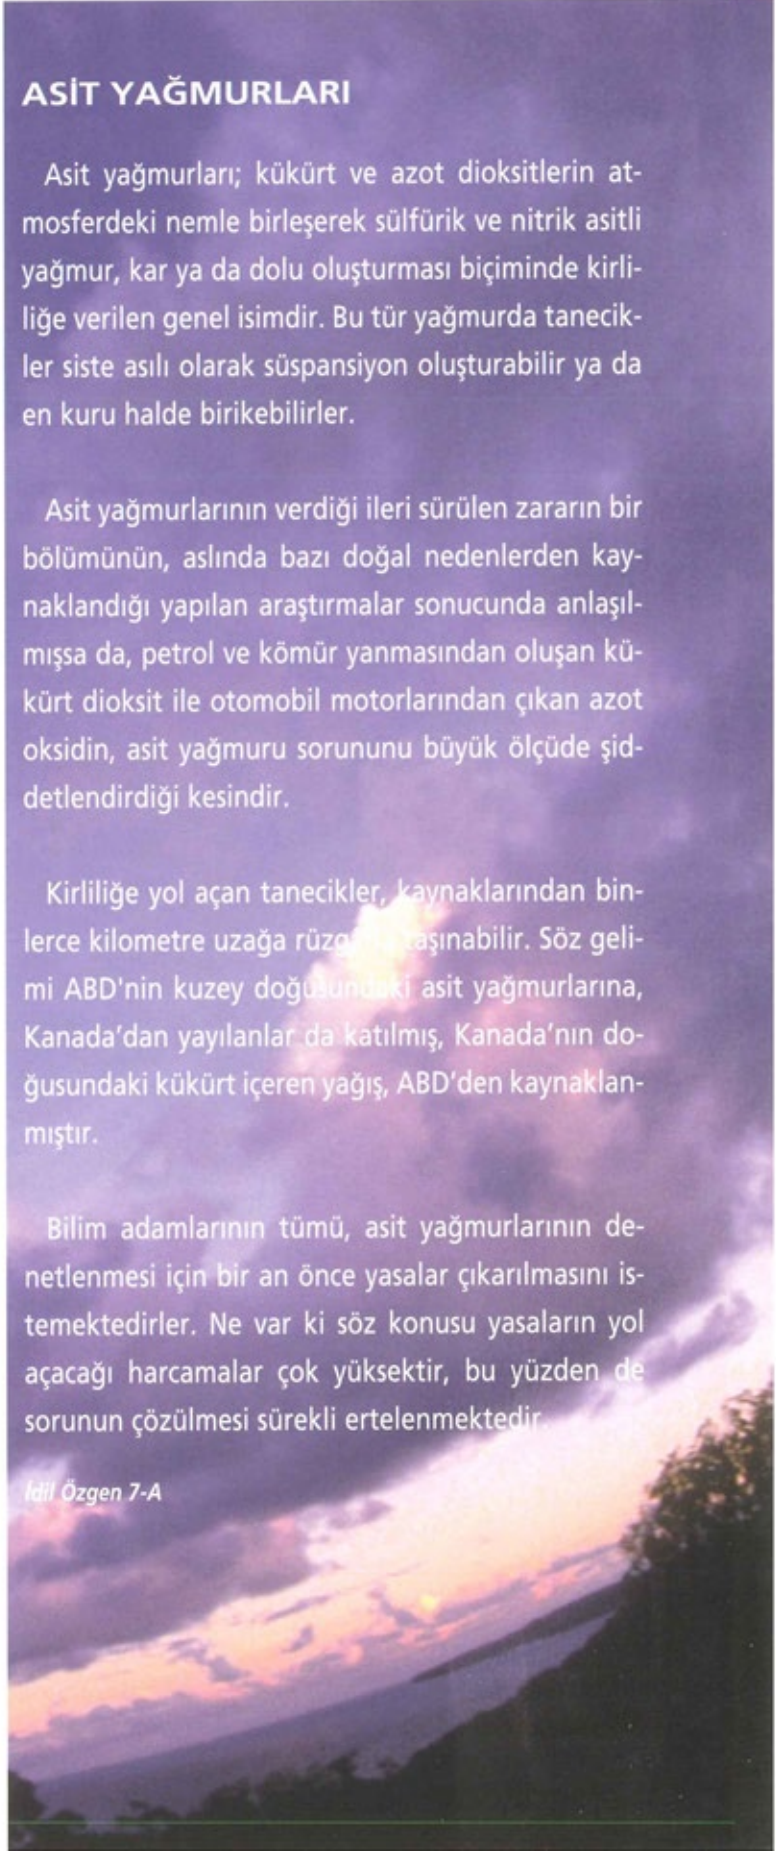 ASİT YAĞMURLARI
Asit yağmurları; kükürt ve azot dioksitlerin at-
mosferdeki nemle birleşerek sülfürik ve nitrik asitli
yağmur, kar ya da dolu oluşturması biçiminde kirli-
liğe verilen genel isimdir. Bu tür yağmurda tanecik-
ler siste asılı olarak süspansiyon oluşturabilir ya da
en kuru halde birikebilirler.
Asit yağmurlarının verdiği ileri sürülen zararın bir
bölümünün, aslında bazı doğal nedenlerden kay-
naklandığı yapılan araştırmalar sonucunda anlaşıl-
mışsa da, petrol ve kömür yanmasından oluşan kü-
kürt dioksit ile otomobil motorlarından çıkan azot
oksidin, asit yağmuru sorununu büyük ölçüde şid-
detlendirdiği kesindir.
Kirliliğe yol açan tanecikler, kaynaklarından bin-
lerce kilometre uzağa taşınabilir. Söz geli-
mi ABD'nin kuzey doğusundaki asit yağmurlarına,
Kanada’dan yayılanlar da katılmış, Kanada’nın do-
ğusundaki kükürt içeren yağış, ABD’den kaynaklan-
mıştır.
Bilim adamlarının tümü, asit yağmurlarının de-
netlenmesi için bir an önce yasalar çıkarılmasını is-
temektedirler. Ne var ki söz konusu yasaların yol
açacağı harcamalar çok yüksektir, bu yüzden de
sorunun çözülmesi sürekli ertelenmektedir.
İdil Özgen 7-A